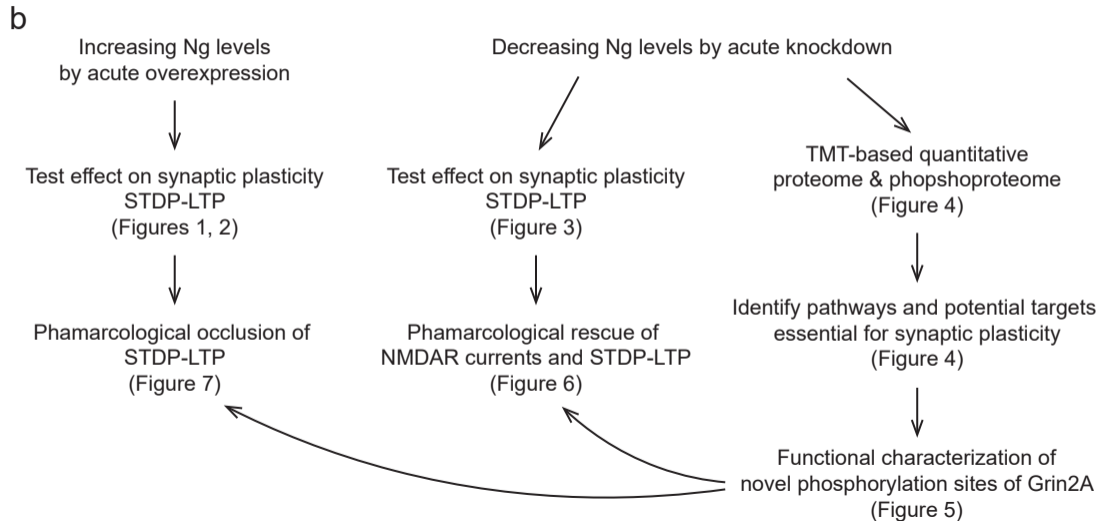 b
Increasing Ng levels
by acute overexpression
Decreasing Ng levels by acute knockdown
Test effect on synaptic plasticity
STDP-LTP
(Figures 1, 2)
Test effect on synaptic plasticity
STDP-LTP
(Figure 3)
TMT-based quantitative
proteome & phopshoproteome
(Figure 4)
Phamarcological occlusion of
STDP-LTP
(Figure 7)
Phamarcological rescue of
NMDAR currents and STDP-LTP
(Figure 6)
Identify pathways and potential targets
essential for synaptic plasticity
(Figure 4)
Functional characterization of
novel phosphorylation sites of Grin2A
(Figure 5)